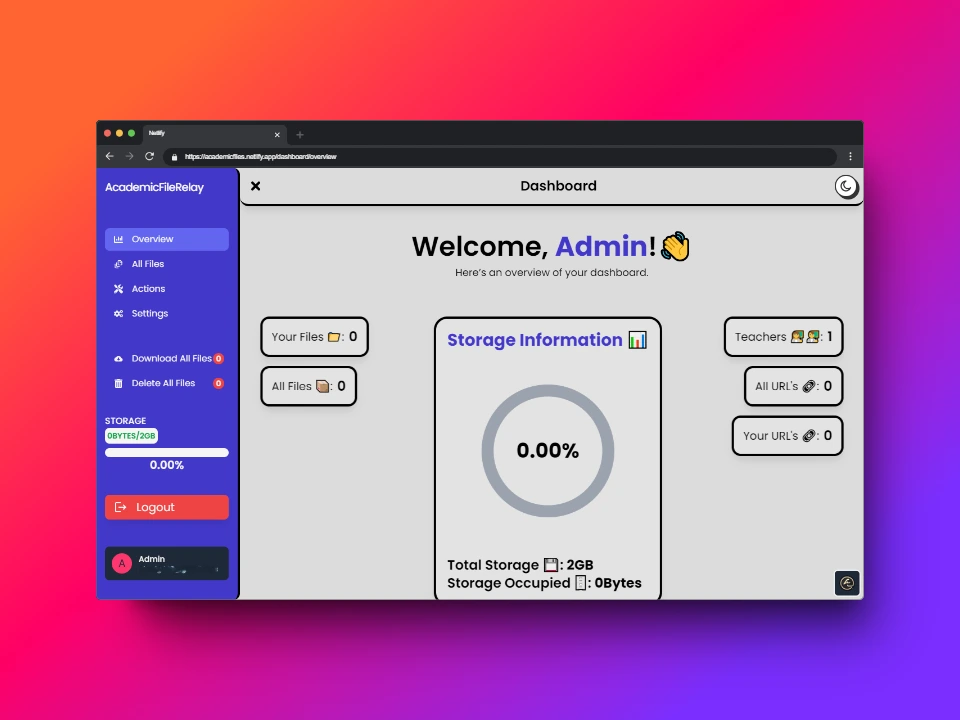 Netlify
https://academicfiles.netlify.app/dashboard/overview
AcademicFileRelay
Overview
All Files
Actions
Settings
Download All Files 0
Delete All Files 0
STORAGE
0BYTES/2GB
0.00%
Logout
A
Admin
Dashboard
Welcome, Admin!👋
Here's an overview of your dashboard.
Your Files 📁: 0
All Files 📦: 0
Storage Information 📊
0.00%
Total Storage 💾: 2GB
Storage Occupied 🗄: 0Bytes
Teachers 👩‍🏫👨‍🏫: 1
All URL's 🔗: 0
Your URL's 🔗: 0